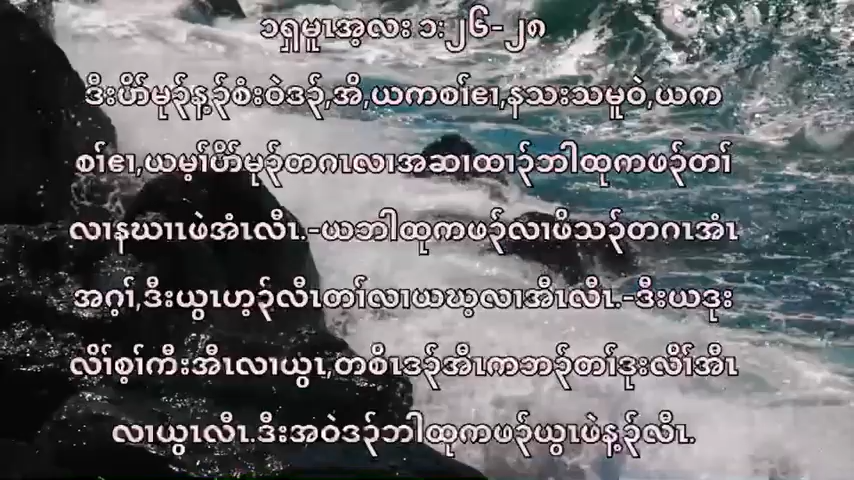 ၁ရှမူၤအ့လး ၁:၂၆-၂၈
ဒီးပိာ်မုၣ်န့ၣ်စံးဝဲဒၣ်,အိ,ယကစၢ်ဧၢ,နသးသမူဝဲ,ယက
စၢ်ဧၢ,ယမ့ၢ်ပိာ်မုၣ်တဂၤလၢအဆၢထၢၣ်ဘါထုကဖၣ်တၢ်
လၢနဃၢၤဖဲအံၤလီၤ.-ယဘါထုကဖၣ်လၢဖိသၣ်တဂၤအံၤ
အဂ့ၢ်,ဒီးယွၤဟ့ၣ်လီၤတၢ်လၢယဃ့လၢအီၤလီၤ.-ဒီးယဒုး
လိၢ်စ့ၢ်ကီးအီၤလၢယွၤ,တစိၤဒၣ်အီၤကဘၣ်တၢ်ဒုးလိၢ်အီၤ
လၢယွၤလီၤ.ဒီးအဝဲဒၣ်ဘါထုကဖၣ်ယွၤဖဲန့ၣ်လီၤ.